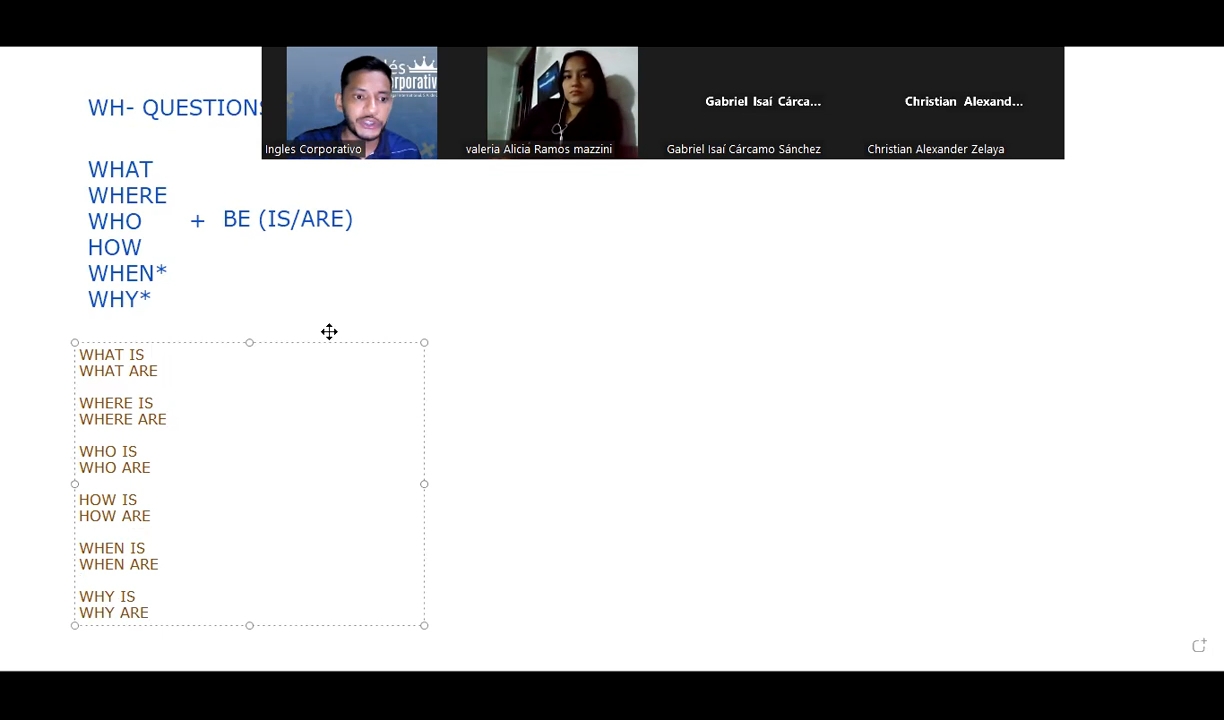 WH- QUESTIONS
WHAT
WHERE
WHO
HOW
WHEN*
WHY*
+ BE (IS/ARE)
Ingles Corporativo
valeria Alicia Ramos mazzini
Gabriel Isaí Cárca...
Gabriel Isaí Cárcamo Sánchez
Christian Alexand...
Christian Alexander Zelaya
WHAT IS
WHAT ARE
WHERE IS
WHERE ARE
WHO IS
WHO ARE
HOW IS
HOW ARE
WHEN IS
WHEN ARE
WHY IS
WHY ARE